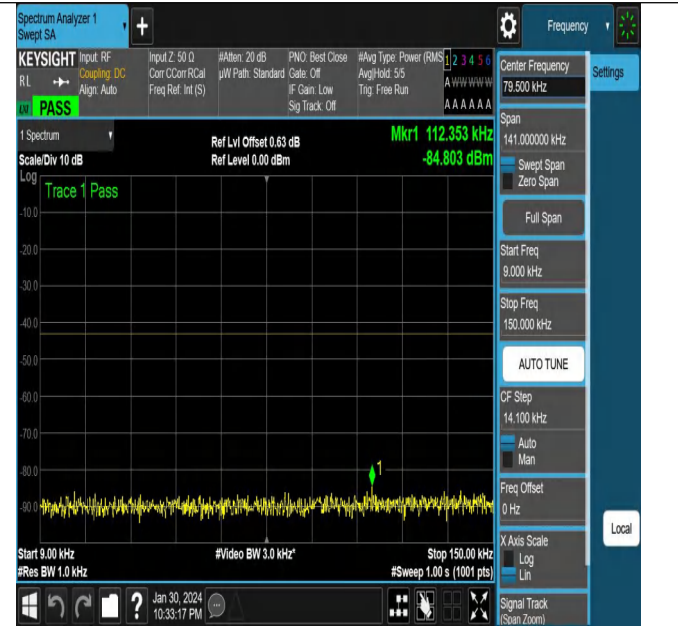 Spectrum Analyzer 1
Swept SA
+
Frequency
KEYSIGHT
RL
PASS
Input: RF
Coupling: DC
Align: Auto
Input Z: 50 Ω
Corr CCorr RCal
Freq Ref: Int (S)
#Atten: 20 dB
µW Path: Standard
PNO: Best Close
Gate: Off
IF Gain: Low
Sig Track: Off
#Avg Type: Power (RMS
Avg|Hold: 5/5
Trig: Free Run
1 2 3 4 5 6
A W W W W W
A A A A A A
1 Spectrum
Scale/Div 10 dB
Log
Ref Lvl Offset 0.63 dB
Ref Level 0.00 dBm
Mkr1 112.353 kHz
-84.803 dBm
Trace 1 Pass
-10.0
-20.0
-30.0
-40.0
-50.0
-60.0
-70.0
-80.0
-90.0
1
Start 9.00 kHz
#Res BW 1.0 kHz
#Video BW 3.0 kHz*
Stop 150.00 kHz
#Sweep 1.00 s (1001 pts)
Jan 30, 2024
10:33:17 PM
?
Center Frequency
79.500 kHz
Settings
Span
141.000000 kHz
Swept Span
Zero Span
Full Span
Start Freq
9.000 kHz
Stop Freq
150.000 kHz
AUTO TUNE
CF Step
14.100 kHz
Auto
Man
Freq Offset
0 Hz
Local
X Axis Scale
Log
Lin
Signal Track
(Span Zoom)